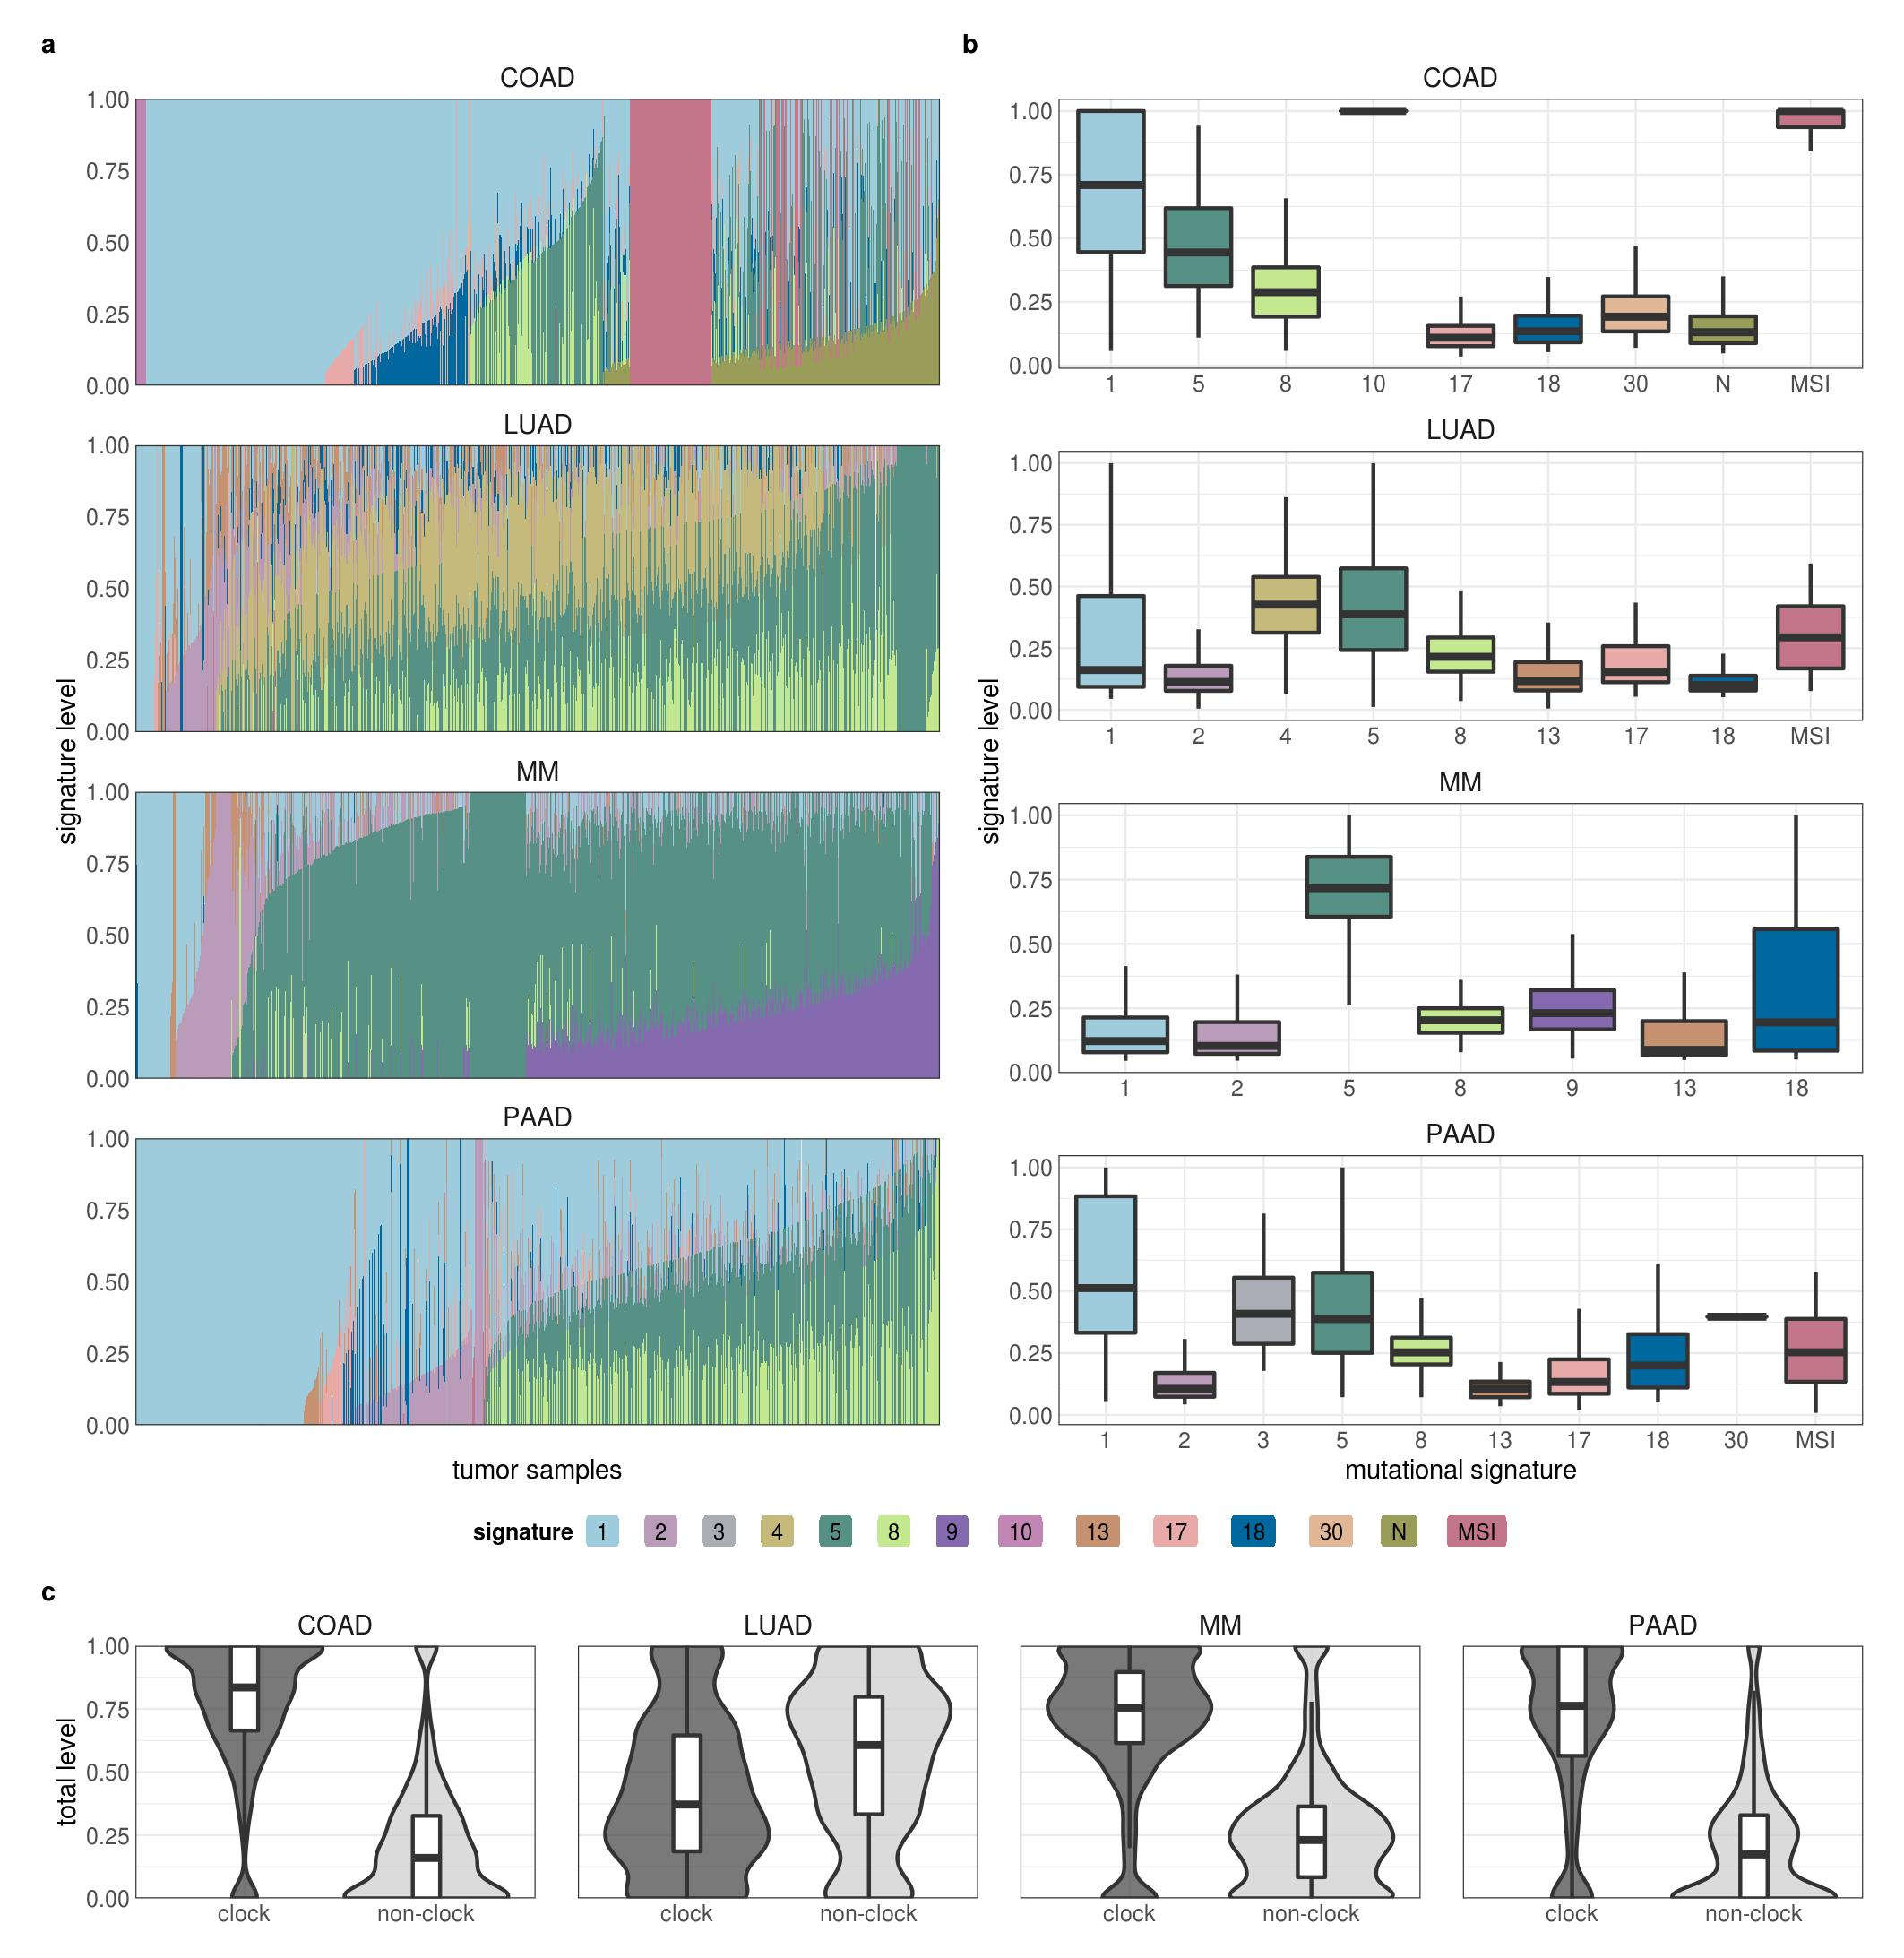 a
COAD
1.00
0.75
0.50
0.25
0.00
LUAD
1.00
0.75
0.50
0.25
0.00
MM
1.00
0.75
0.50
0.25
0.00
PAAD
1.00
0.75
0.50
0.25
0.00
signature level
tumor samples
b
COAD
1.00
0.75
0.50
0.25
0.00
1 5 8 10 17 18 30 N MSI
LUAD
1.00
0.75
0.50
0.25
0.00
1 2 4 5 8 13 17 18 MSI
MM
1.00
0.75
0.50
0.25
0.00
1 2 5 8 9 13 18
PAAD
1.00
0.75
0.50
0.25
0.00
1 2 3 5 8 13 17 18 30 MSI
signature level
mutational signature
signature 1 2 3 4 5 8 9 10 13 17 18 30 N MSI
c
COAD LUAD MM PAAD
1.00
0.75
0.50
0.25
0.00
total level
clock non-clock clock non-clock clock non-clock clock non-clock